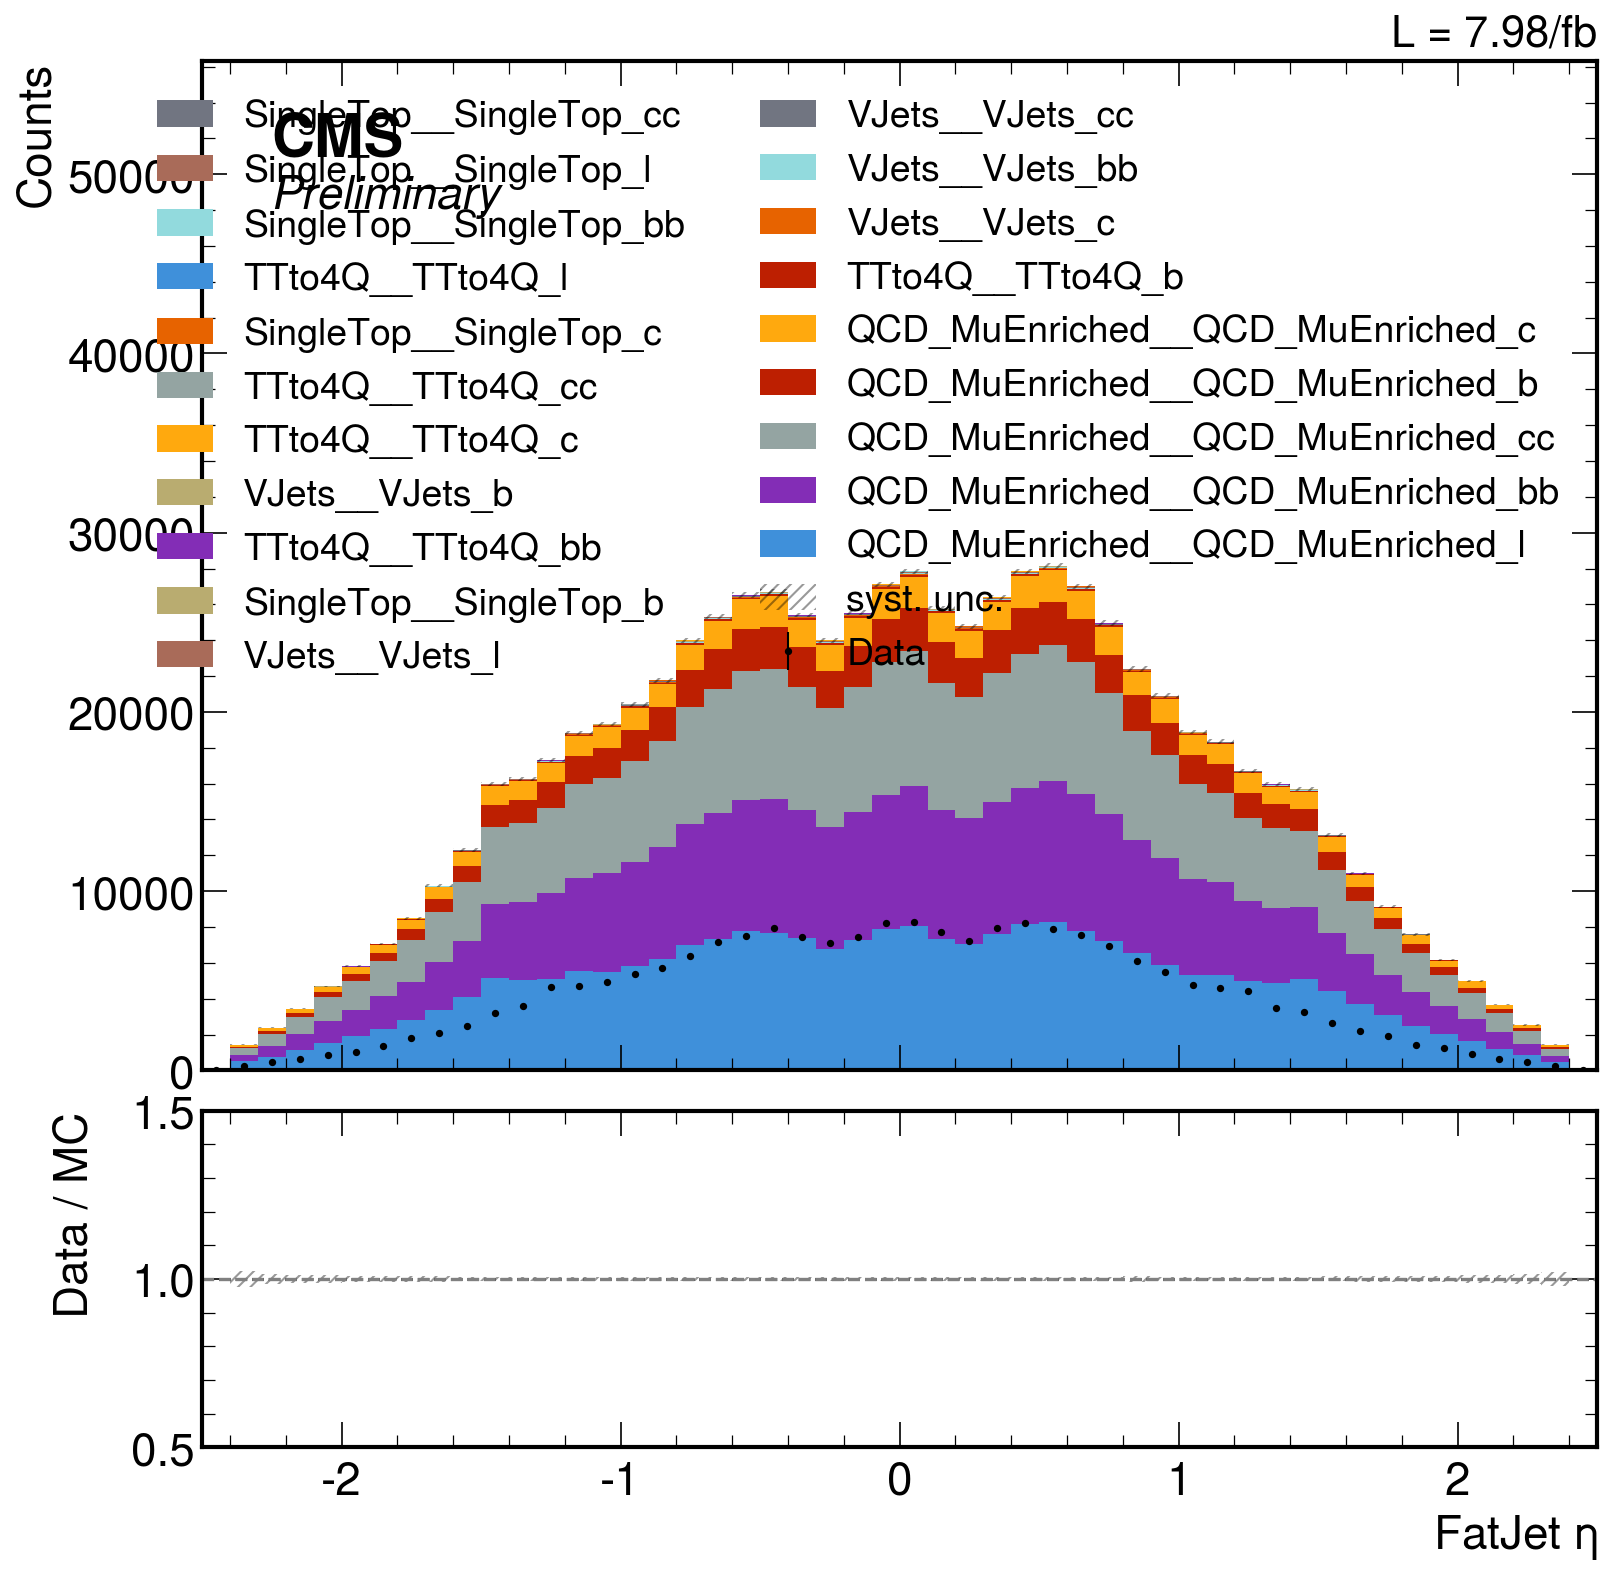 L = 7.98/fb
Counts
CMS
Preliminary
SingleTop__SingleTop_cc
SingleTop__SingleTop_l
SingleTop__SingleTop_bb
TTto4Q__TTto4Q_l
SingleTop__SingleTop_c
TTto4Q__TTto4Q_cc
TTto4Q__TTto4Q_c
VJets__VJets_b
TTto4Q__TTto4Q_bb
SingleTop__SingleTop_b
VJets__VJets_l
VJets__VJets_cc
VJets__VJets_bb
VJets__VJets_c
TTto4Q__TTto4Q_b
QCD_MuEnriched__QCD_MuEnriched_c
QCD_MuEnriched__QCD_MuEnriched_b
QCD_MuEnriched__QCD_MuEnriched_cc
QCD_MuEnriched__QCD_MuEnriched_bb
QCD_MuEnriched__QCD_MuEnriched_l
syst. unc.
Data
50000
40000
30000
20000
10000
0
Data / MC
1.5
1.0
0.5
-2 -1 0 1 2
FatJet η